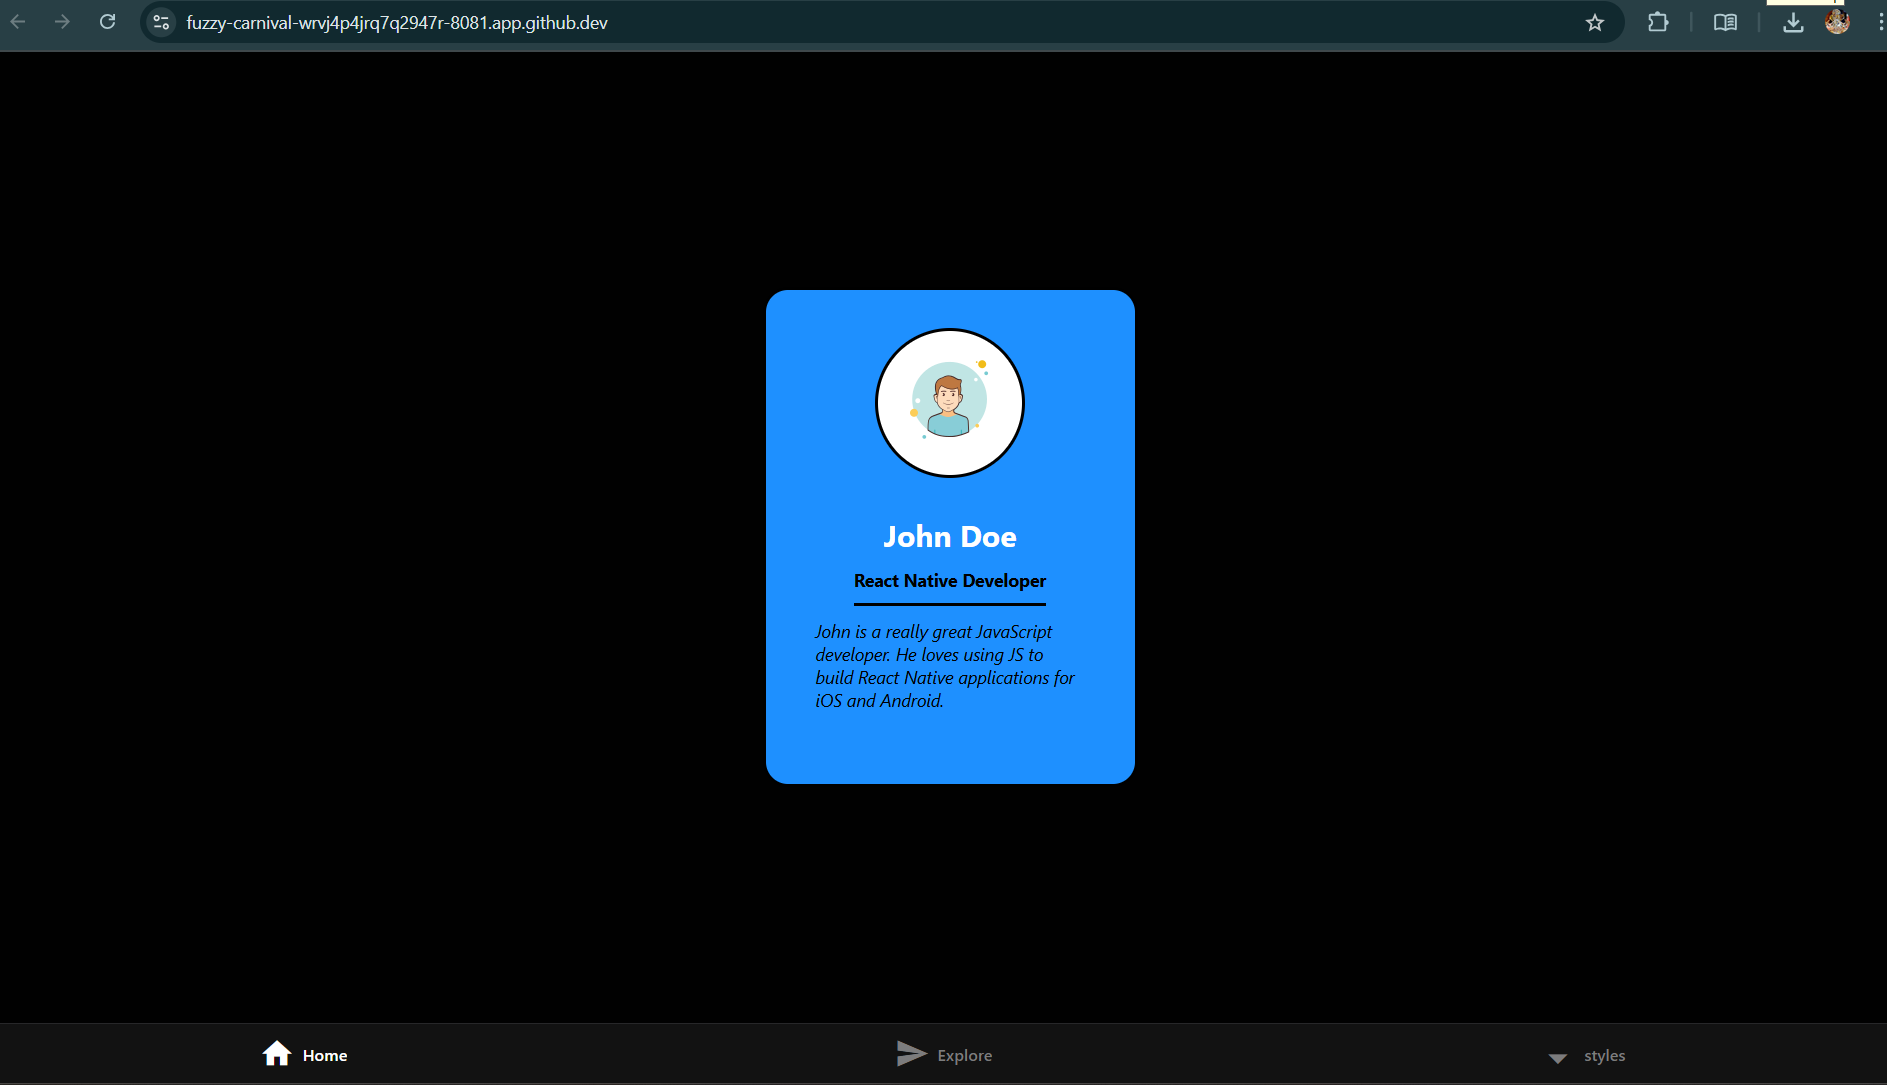 fuzzy-carnival-wrvj4p4jrq7q2947r-8081.app.github.dev
John Doe
React Native Developer
John is a really great JavaScript
developer. He loves using JS to
build React Native applications for
iOS and Android.
Home
Explore
styles